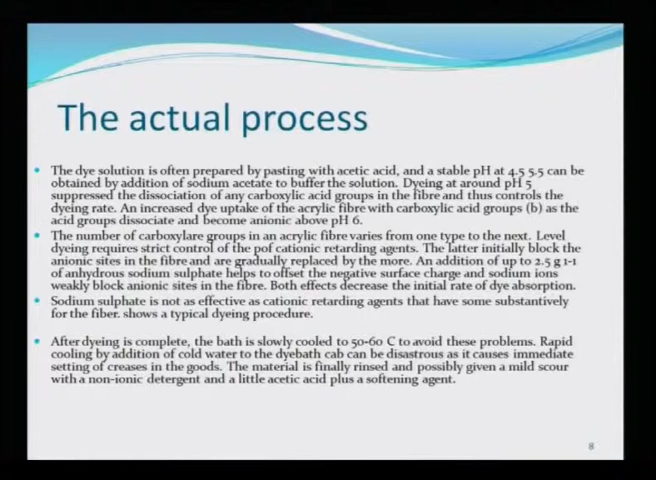 The actual process
• The dye solution is often prepared by pasting with acetic acid, and a stable pH at 4.5 5.5 can be
obtained by addition of sodium acetate to buffer the solution. Dyeing at around pH 5
suppressed the dissociation of any carboxylic acid groups in the fibre and thus controls the
dyeing rate. An increased dye uptake of the acrylic fibre with carboxylic acid groups (b) as the
acid groups dissociate and become anionic above pH 6.
• The number of carboxylare groups in an acrylic fibre varies from one type to the next. Level
dyeing requires strict control of the pof cationic retarding agents. The latter initially block the
anionic sites in the fibre and are gradually replaced by the more. An addition of up to 2.5 g 1-1
of anhydrous sodium sulphate helps to offset the negative surface charge and sodium ions
weakly block anionic sites in the fibre. Both effects decrease the initial rate of dye absorption.
• Sodium sulphate is not as effective as cationic retarding agents that have some substantively
for the fiber. shows a typical dyeing procedure.
• After dyeing is complete, the bath is slowly cooled to 50-60 C to avoid these problems. Rapid
cooling by addition of cold water to the dyebath cab be disastrous as it causes immediate
setting of creases in the goods. The material is finally rinsed and possibly given a mild scour
with a non-ionic detergent and a little acetic acid plus a softening agent.
8